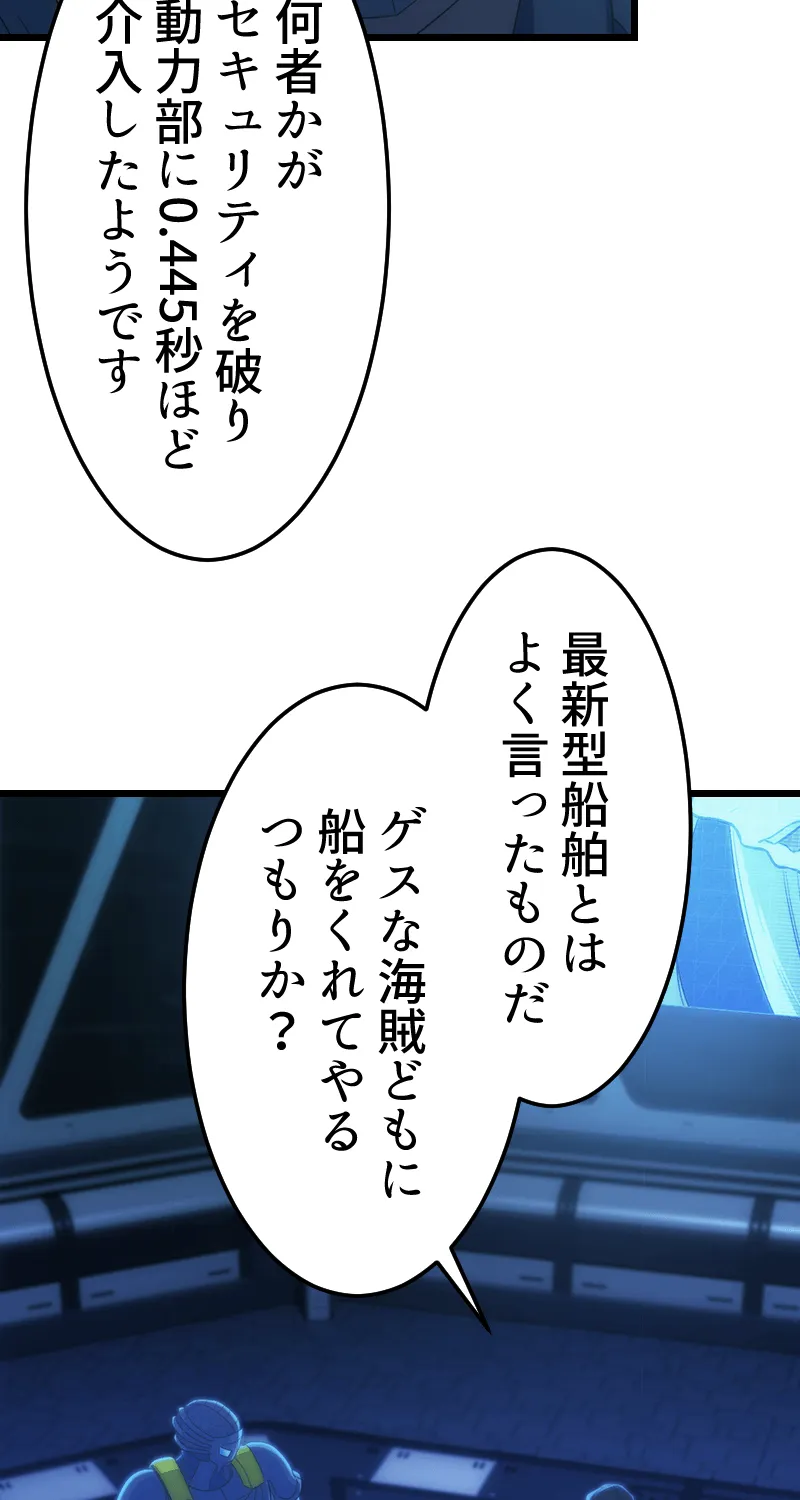 何者かが
セキュリティを破り
動力部に0.445秒ほど
介入したようです
最新型船舶とは
よく言ったものだ
ゲスな海賊どもに
船をくれてやる
つもりか？